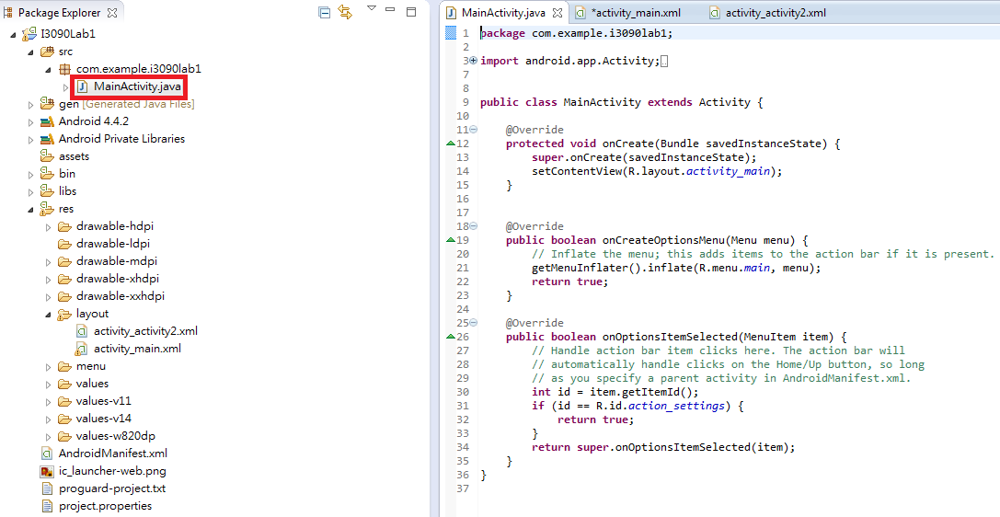 Package Explorer
I3090Lab1
src
com.example.i3090lab1
MainActivity.java
gen [Generated Java Files]
Android 4.4.2
Android Private Libraries
assets
bin
libs
res
drawable-hdpi
drawable-ldpi
drawable-mdpi
drawable-xhdpi
drawable-xxhdpi
layout
activity_activity2.xml
activity_main.xml
menu
values
values-v11
values-v14
values-w820dp
AndroidManifest.xml
ic_launcher-web.png
proguard-project.txt
project.properties
MainActivity.java *activity_main.xml activity_activity2.xml
1 package com.example.i3090lab1;
2
3 import android.app.Activity;
7
8
9 public class MainActivity extends Activity {
10
11     @Override
12     protected void onCreate(Bundle savedInstanceState) {
13         super.onCreate(savedInstanceState);
14         setContentView(R.layout.activity_main);
15     }
16
17
18     @Override
19     public boolean onCreateOptionsMenu(Menu menu) {
20         // Inflate the menu; this adds items to the action bar if it is present.
21         getMenuInflater().inflate(R.menu.main, menu);
22         return true;
23     }
24
25     @Override
26     public boolean onOptionsItemSelected(MenuItem item) {
27         // Handle action bar item clicks here. The action bar will
28         // automatically handle clicks on the Home/Up button, so long
29         // as you specify a parent activity in AndroidManifest.xml.
30         int id = item.getItemId();
31         if (id == R.id.action_settings) {
32             return true;
33         }
34         return super.onOptionsItemSelected(item);
35     }
36 }
37